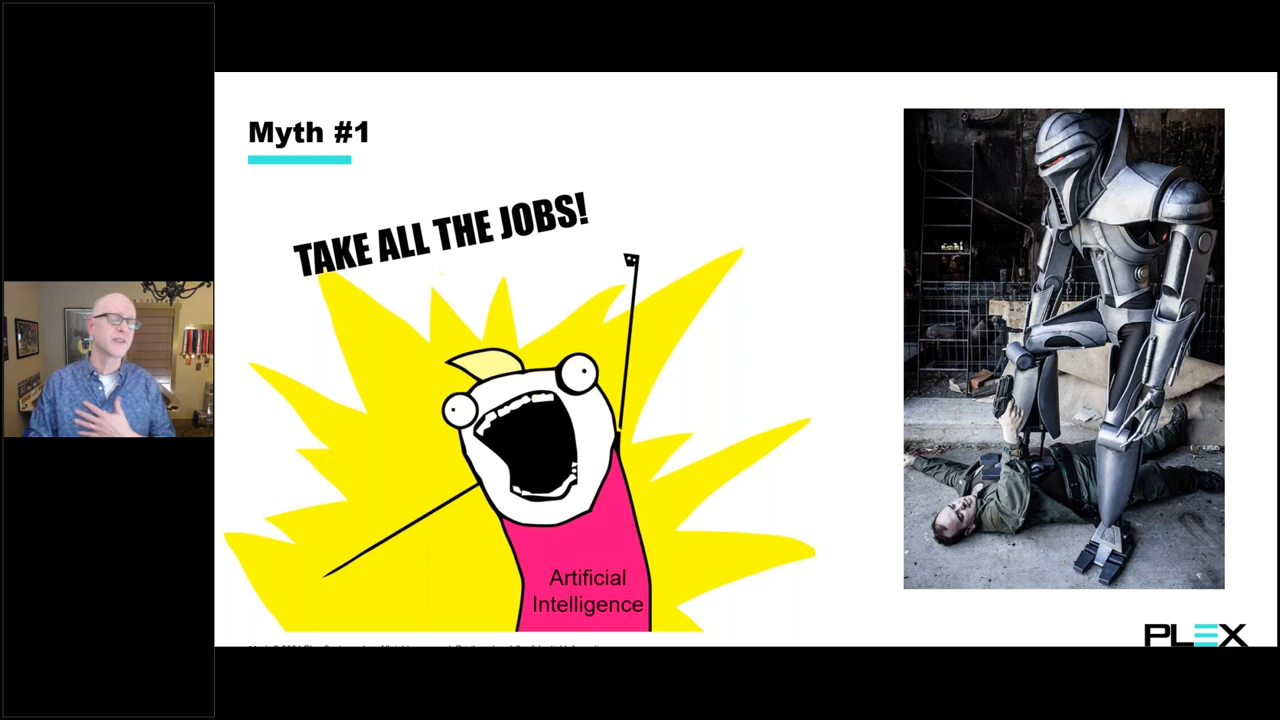 Myth #1
TAKE ALL THE JOBS!
Artificial
Intelligence
PLEX